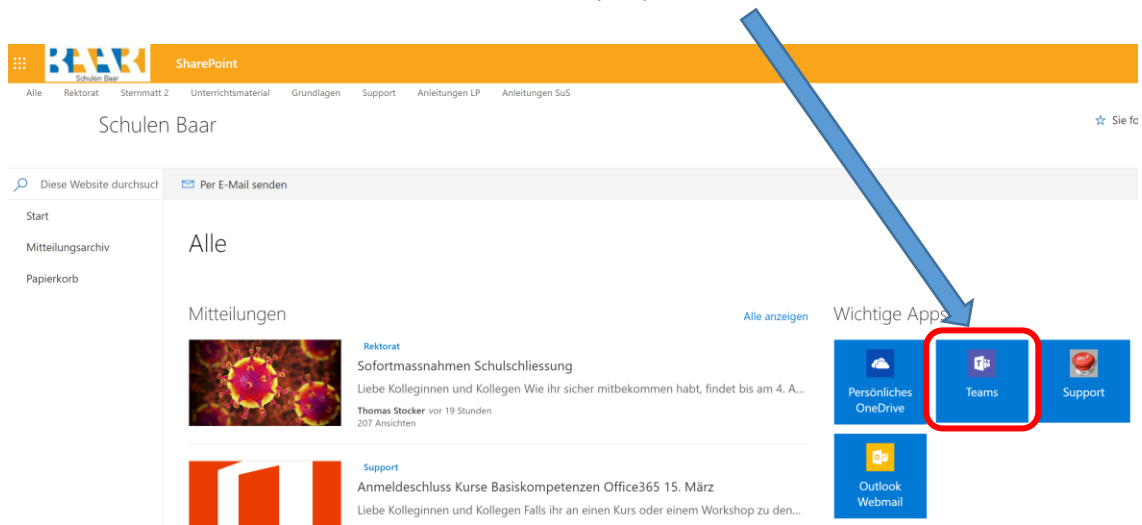 BAAR
Schulen Baar
SharePoint
Alle Rektorat Sternmatt 2 Unterrichtsmaterial Grundlagen Support Anleitungen LP Anleitungen SuS
Schulen Baar
Sie fo
Diese Website durchsuch
Per E-Mail senden
Start
Mitteilungsarchiv
Papierkorb
Alle
Mitteilungen
Alle anzeigen
Rektorat
Sofortmassnahmen Schulschliessung
Liebe Kolleginnen und Kollegen Wie ihr sicher mitbekommen habt, findet bis am 4. A...
Thomas Stocker vor 19 Stunden
207 Ansichten
Support
Anmeldeschluss Kurse Basiskompetenzen Office365 15. März
Liebe Kolleginnen und Kollegen Falls ihr an einen Kurs oder einem Workshop zu den...
Wichtige Apps
Persönliches
OneDrive
Teams
Support
Outlook
Webmail